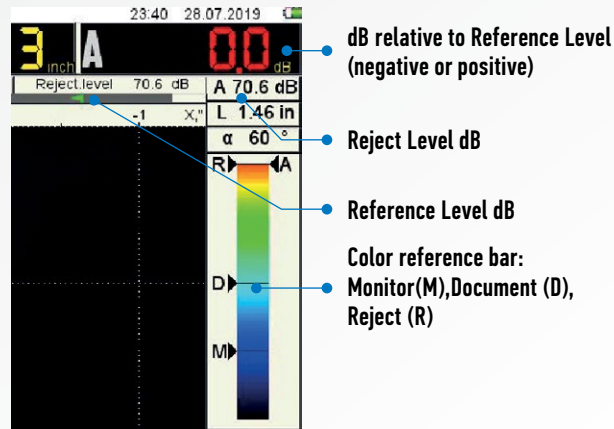 23:40 28.07.2019
3 inch A 0.0 dB
dB relative to Reference Level
(negative or positive)
Reject.level 70.6 dB
A 70.6 dB
L 1.46 in
-1 X,"
α 60 °
Reject Level dB
R A
Reference Level dB
Color reference bar:
Monitor(M),Document (D),
Reject (R)
D
M